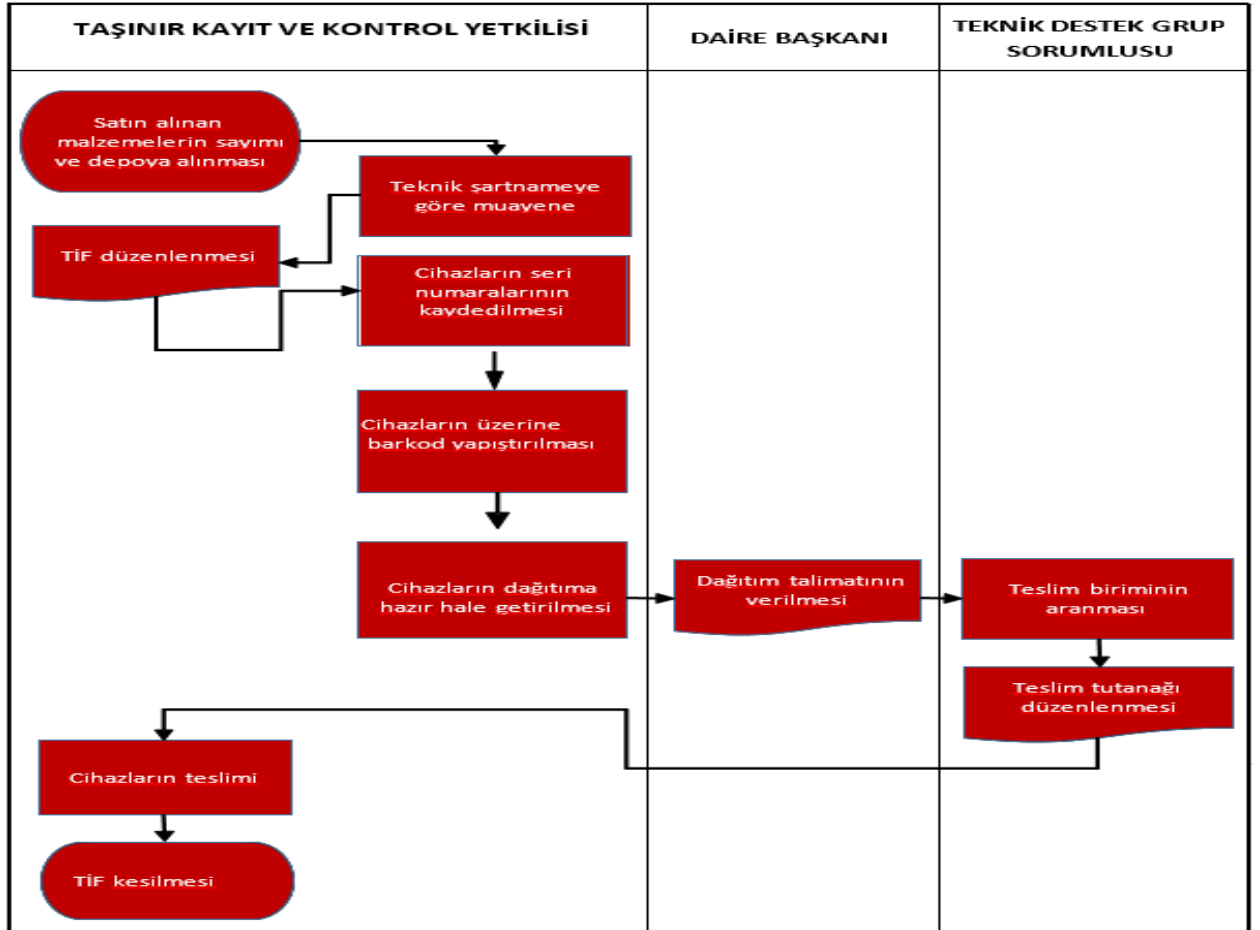 TAŞINIR KAYIT VE KONTROL YETKİLİSİ
DAİRE BAŞKANI
TEKNİK DESTEK GRUP
SORUMLUSU
Satın alınan
malzemelerin sayımı
ve depoya alınması
Teknik şartnameye
göre muayene
TİF düzenlenmesi
Cihazların seri
numaralarının
kaydedilmesi
Cihazların üzerine
barkod yapıştırılması
Cihazların dağıtıma
hazır hale getirilmesi
Dağıtım talimatının
verilmesi
Teslim biriminin
aranması
Teslim tutanağı
düzenlenmesi
Cihazların teslimi
TİF kesilmesi